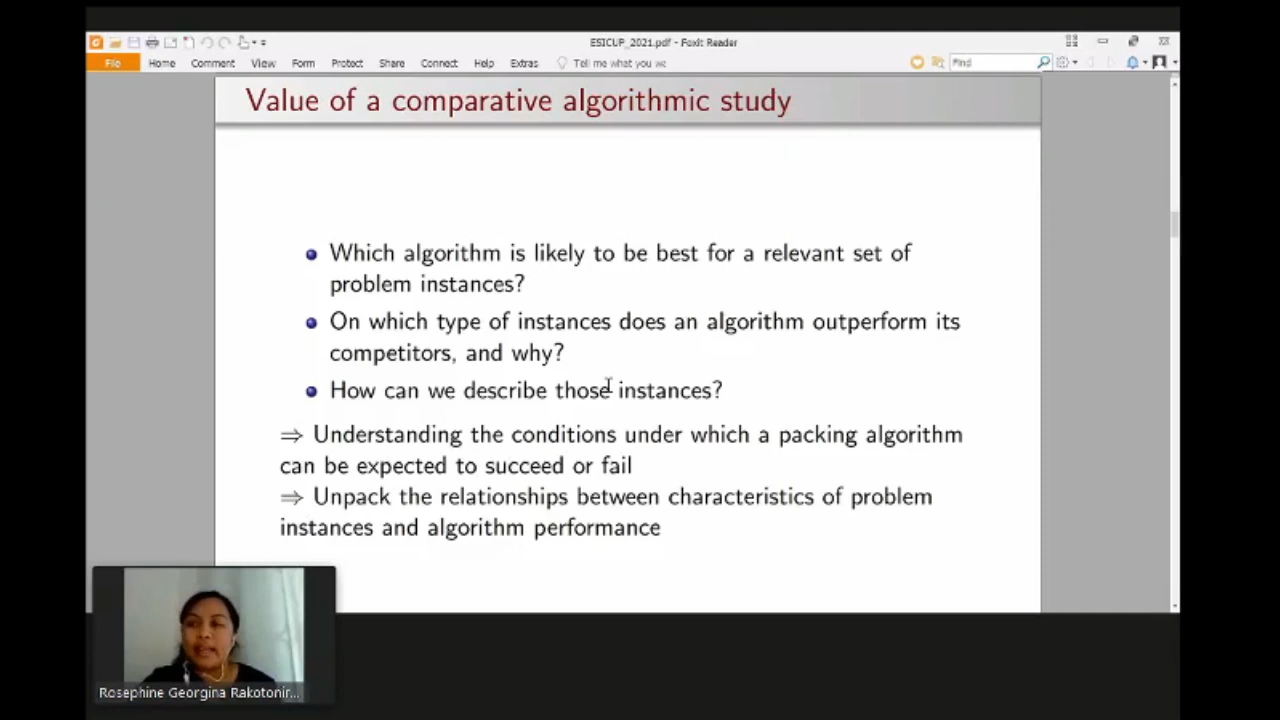 ESICUP_2021.pdf - Foxit Reader
File Home Comment View Form Protect Share Connect Help Extras Tell me what you we Find
Value of a comparative algorithmic study
Which algorithm is likely to be best for a relevant set of
problem instances?
On which type of instances does an algorithm outperform its
competitors, and why?
How can we describe those instances?
⇒ Understanding the conditions under which a packing algorithm
can be expected to succeed or fail
⇒ Unpack the relationships between characteristics of problem
instances and algorithm performance
Rosephine Georgina Rakotonir...